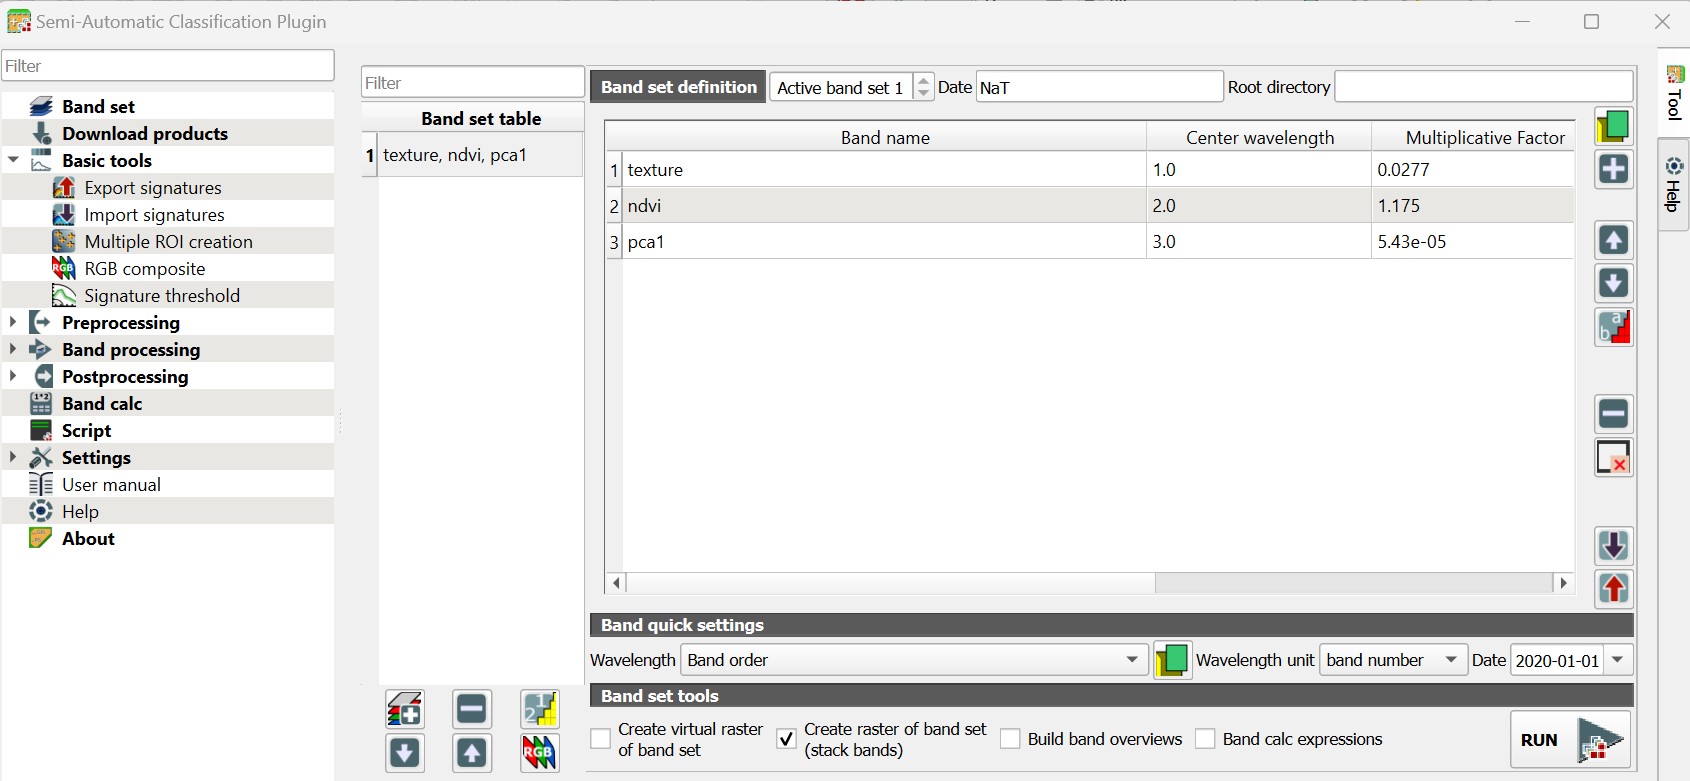 Semi-Automatic Classification Plugin
Filter
Band set
Download products
Basic tools
Export signatures
Import signatures
Multiple ROI creation
RGB
RGB composite
Signature threshold
Preprocessing
Band processing
Postprocessing
Band calc
Script
Settings
User manual
Help
About
Filter
Band set table
1 texture, ndvi, pca1
RGB
Band set definition Active band set 1 Date NaT Root directory
Band name Center wavelength Multiplicative Factor
1 texture 1.0 0.0277
2 ndvi 2.0 1.175
3 pca1 3.0 5.43e-05
a
b
Band quick settings
Wavelength Band order Wavelength unit band number Date 2020-01-01
Band set tools
Create virtual raster
of band set
Create raster of band set
(stack bands)
Build band overviews
Band calc expressions
RUN
Tool
Help